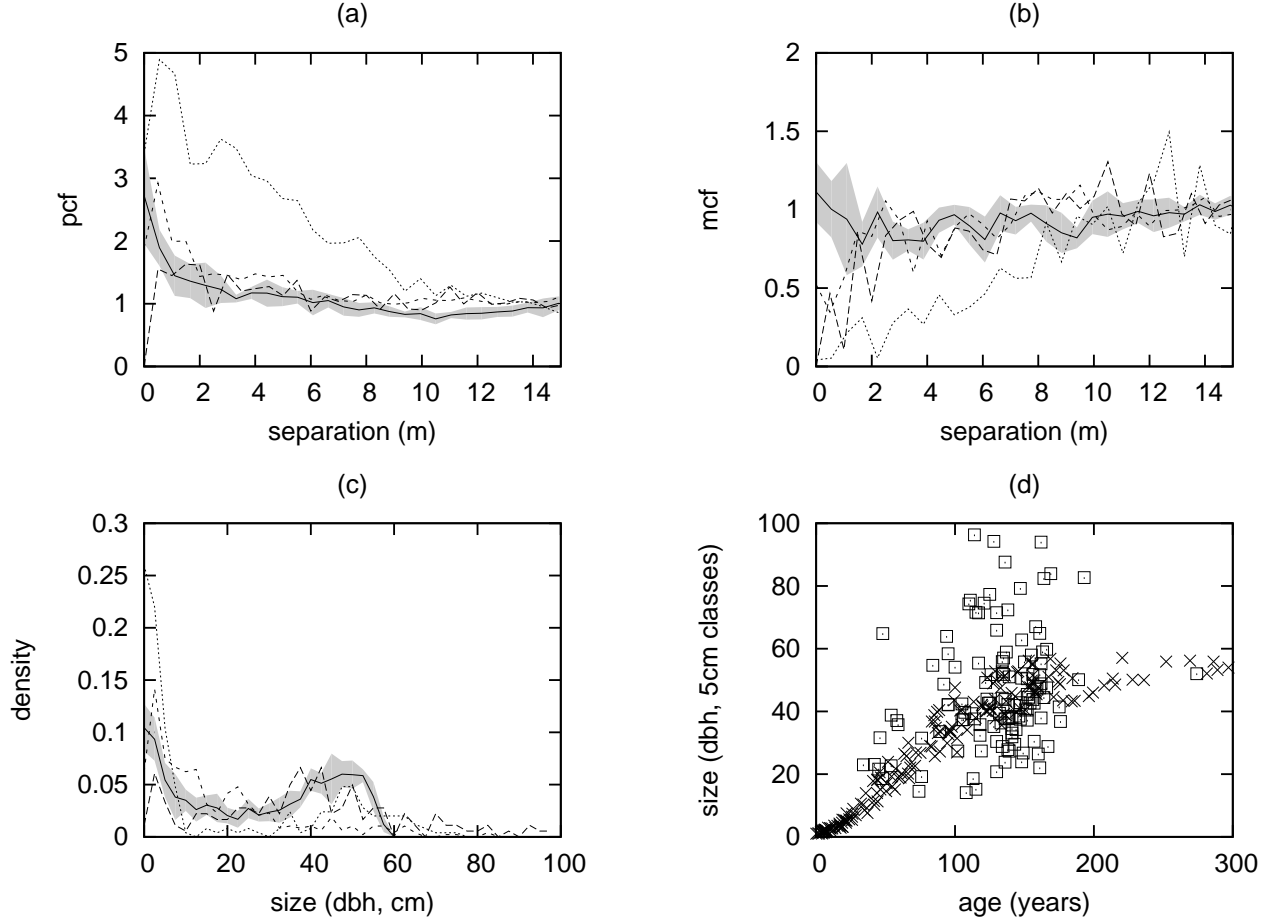 (a)
5
4
3
2
1
0
pcf
0 2 4 6 8 10 12 14
separation (m)
(b)
2
1.5
1
0.5
0
mcf
0 2 4 6 8 10 12 14
separation (m)
(c)
0.3
0.25
0.2
0.15
0.1
0.05
0
density
0 20 40 60 80 100
size (dbh, cm)
(d)
100
80
60
40
20
0
size (dbh, 5cm classes)
0 100 200 300
age (years)